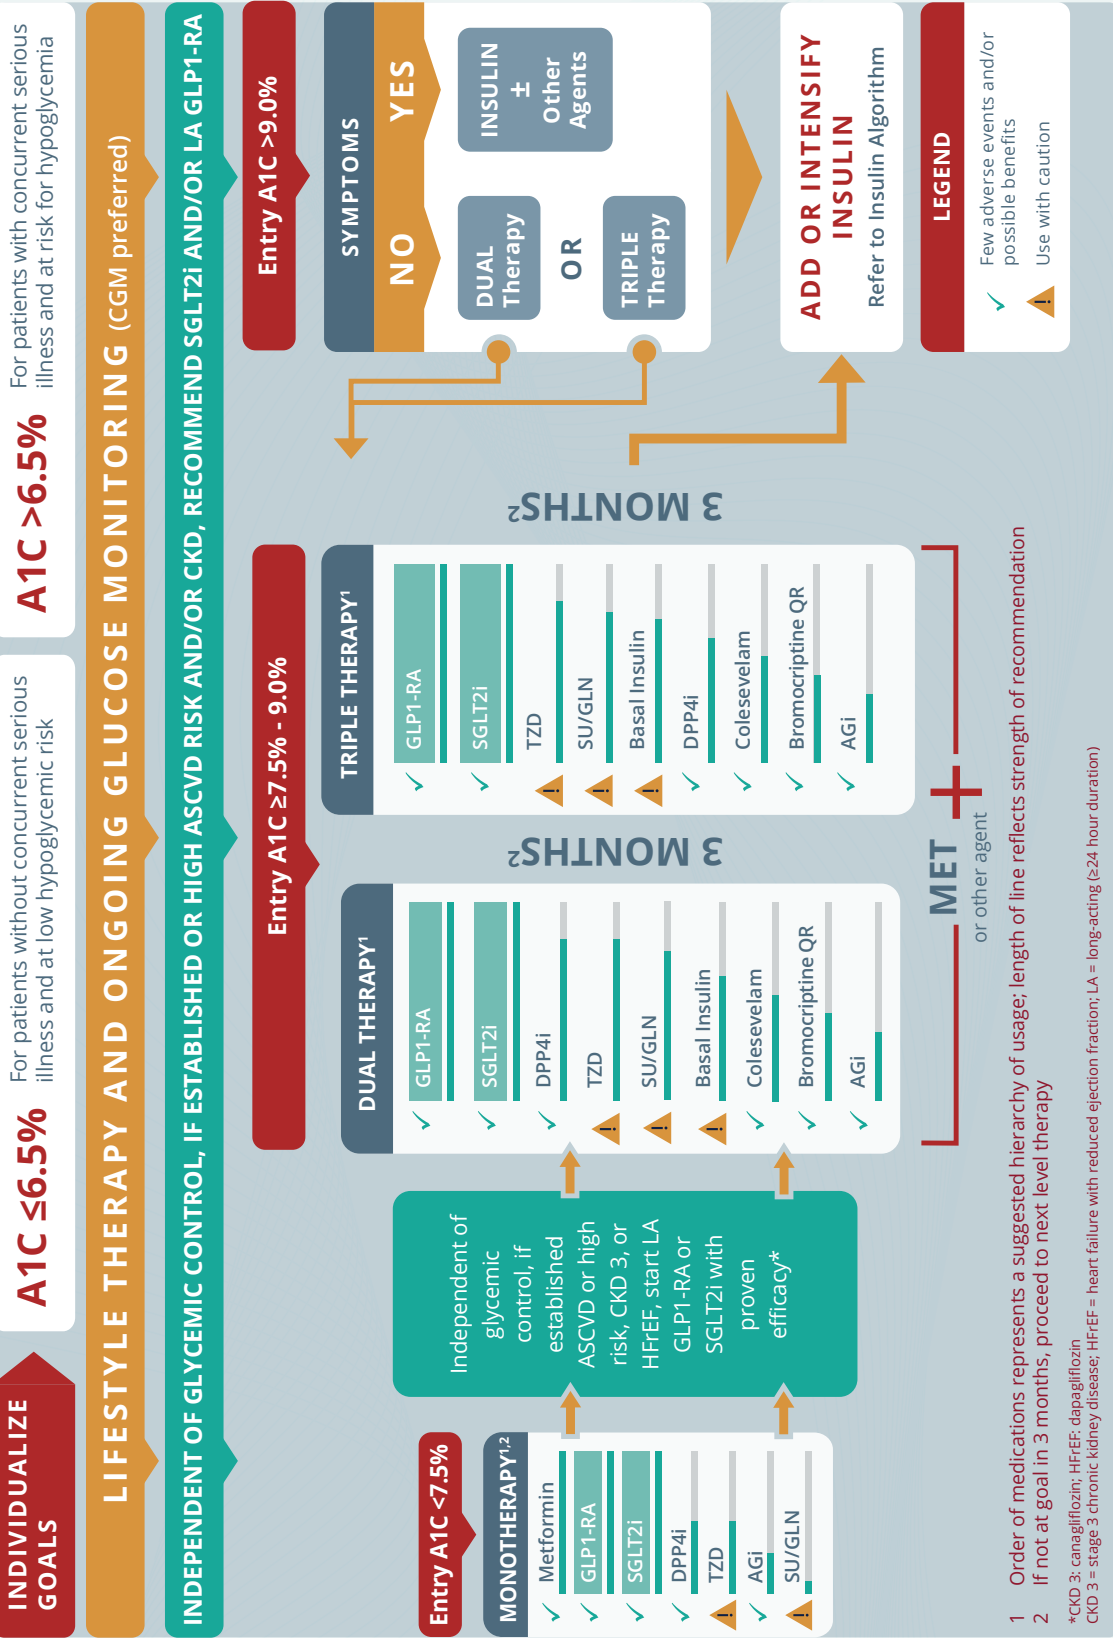 INDIVIDUALIZE
GOALS
A1C ≤6.5%
For patients without concurrent serious
illness and at low hypoglycemic risk
A1C >6.5%
For patients with concurrent serious
illness and at risk for hypoglycemia
LIFESTYLE THERAPY AND ONGOING GLUCOSE MONITORING (CGM preferred)
INDEPENDENT OF GLYCEMIC CONTROL, IF ESTABLISHED OR HIGH ASCVD RISK AND/OR CKD, RECOMMEND SGLT2i AND/OR LA GLP1-RA
Entry A1C <7.5%
MONOTHERAPY1,2
Metformin
GLP1-RA
SGLT2i
DPP4i
TZD
AGi
SU/GLN
Independent of
glycemic
control, if
established
ASCVD or high
risk, CKD 3, or
HFrEF, start LA
GLP1-RA or
SGLT2i with
proven
efficacy*
Entry A1C ≥7.5% - 9.0%
DUAL THERAPY1
GLP1-RA
SGLT2i
DPP4i
TZD
SU/GLN
Basal Insulin
Colesevelam
Bromocriptine QR
AGi
3 MONTHS2
TRIPLE THERAPY1
GLP1-RA
SGLT2i
TZD
SU/GLN
Basal Insulin
DPP4i
Colesevelam
Bromocriptine QR
AGi
3 MONTHS2
MET +
or other agent
Entry A1C >9.0%
SYMPTOMS
NO YES
DUAL
Therapy
OR
TRIPLE
Therapy
INSULIN
±
Other
Agents
ADD OR INTENSIFY
INSULIN
Refer to Insulin Algorithm
LEGEND
Few adverse events and/or
possible benefits
Use with caution
1 Order of medications represents a suggested hierarchy of usage; length of line reflects strength of recommendation
2 If not at goal in 3 months, proceed to next level therapy
*CKD 3: canagliflozin; HFrEF: dapagliflozin
CKD 3 = stage 3 chronic kidney disease; HFrEF = heart failure with reduced ejection fraction; LA = long-acting (≥24 hour duration)